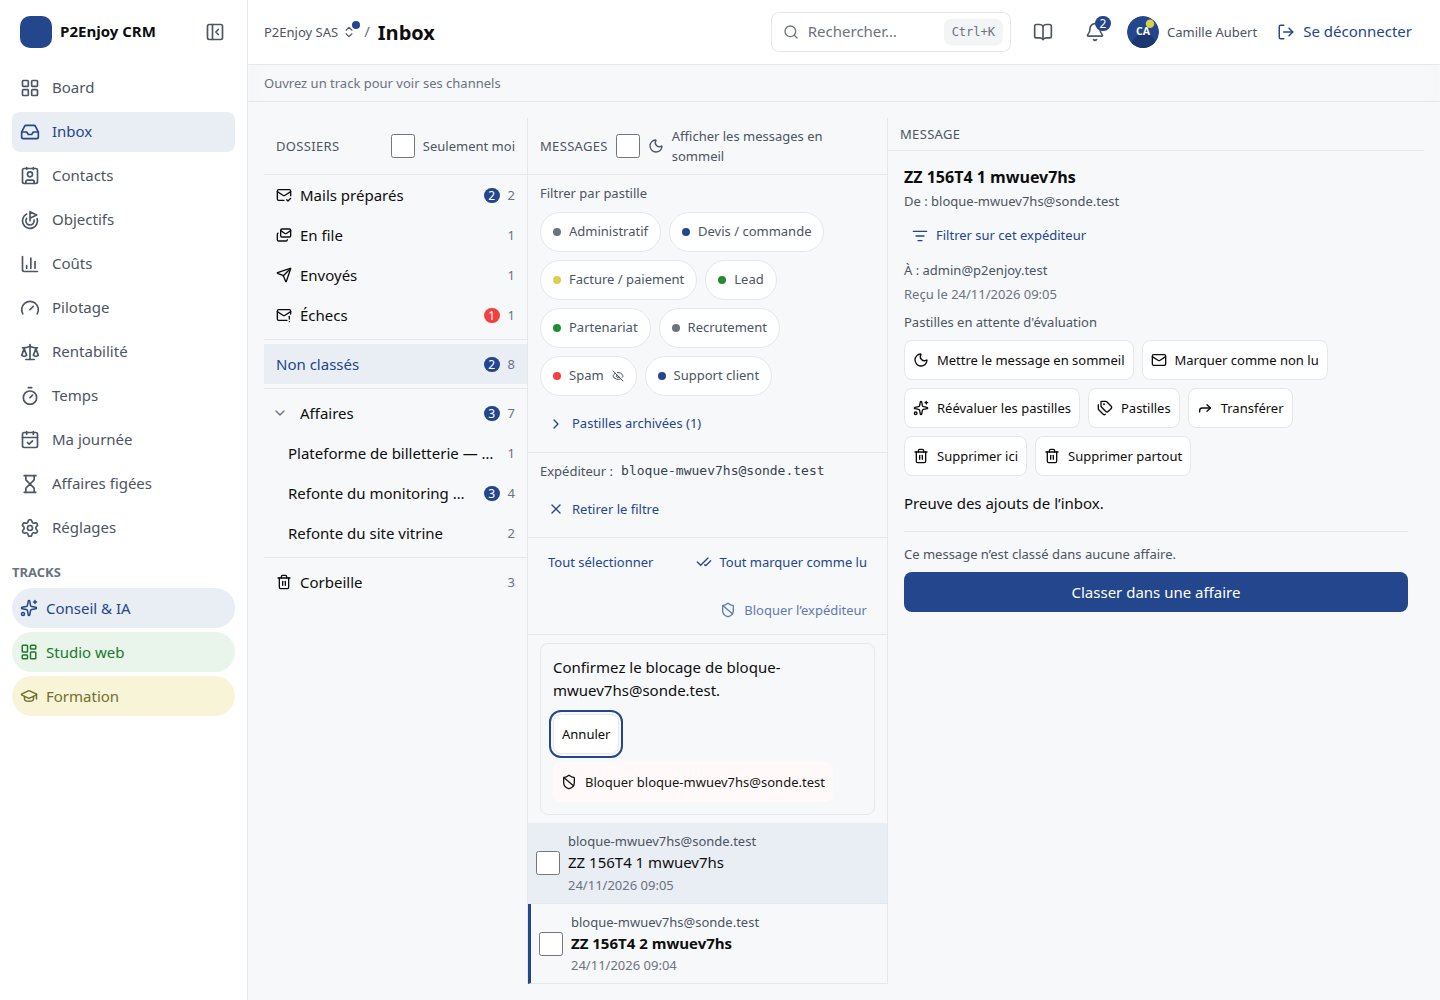 P2Enjoy CRM
Board
Inbox
Contacts
Objectifs
Coûts
Pilotage
Rentabilité
Temps
Ma journée
Affaires figées
Réglages
TRACKS
Conseil & IA
Studio web
Formation
P2Enjoy SAS / Inbox
Rechercher... Ctrl+K
2
CA Camille Aubert
Se déconnecter
Ouvrez un track pour voir ses channels
DOSSIERS Seulement moi
Mails préparés 2 2
En file 1
Envoyés 1
Échecs 1 1
Non classés 2 8
Affaires 3 7
Plateforme de billetterie — ... 1
Refonte du monitoring ... 3 4
Refonte du site vitrine 2
Corbeille 3
MESSAGES Afficher les messages en
sommeil
Filtrer par pastille
Administratif Devis / commande
Facture / paiement Lead
Partenariat Recrutement
Spam Support client
Pastilles archivées (1)
Expéditeur : bloque-mwuev7hs@sonde.test
Retirer le filtre
Tout sélectionner Tout marquer comme lu
Bloquer l’expéditeur
Confirmez le blocage de bloque-
mwuev7hs@sonde.test.
Annuler
Bloquer bloque-mwuev7hs@sonde.test
bloque-mwuev7hs@sonde.test
ZZ 156T4 1 mwuev7hs
24/11/2026 09:05
bloque-mwuev7hs@sonde.test
ZZ 156T4 2 mwuev7hs
24/11/2026 09:04
MESSAGE
ZZ 156T4 1 mwuev7hs
De : bloque-mwuev7hs@sonde.test
Filtrer sur cet expéditeur
À : admin@p2enjoy.test
Reçu le 24/11/2026 09:05
Pastilles en attente d'évaluation
Mettre le message en sommeil Marquer comme non lu
Réévaluer les pastilles Pastilles Transférer
Supprimer ici Supprimer partout
Preuve des ajouts de l’inbox.
Ce message n’est classé dans aucune affaire.
Classer dans une affaire